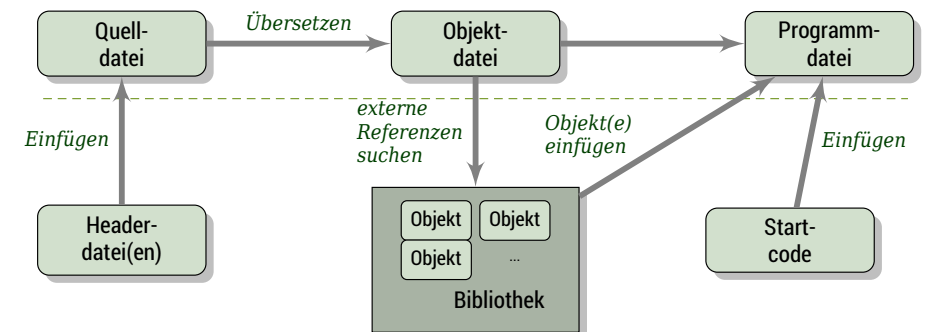 Quell-
datei
Übersetzen
Objekt-
datei
Programm-
datei
Einfügen
externe
Referenzen
suchen
Objekt(e)
einfügen
Einfügen
Header-
datei(en)
Objekt
Objekt
Objekt
...
Bibliothek
Start-
code